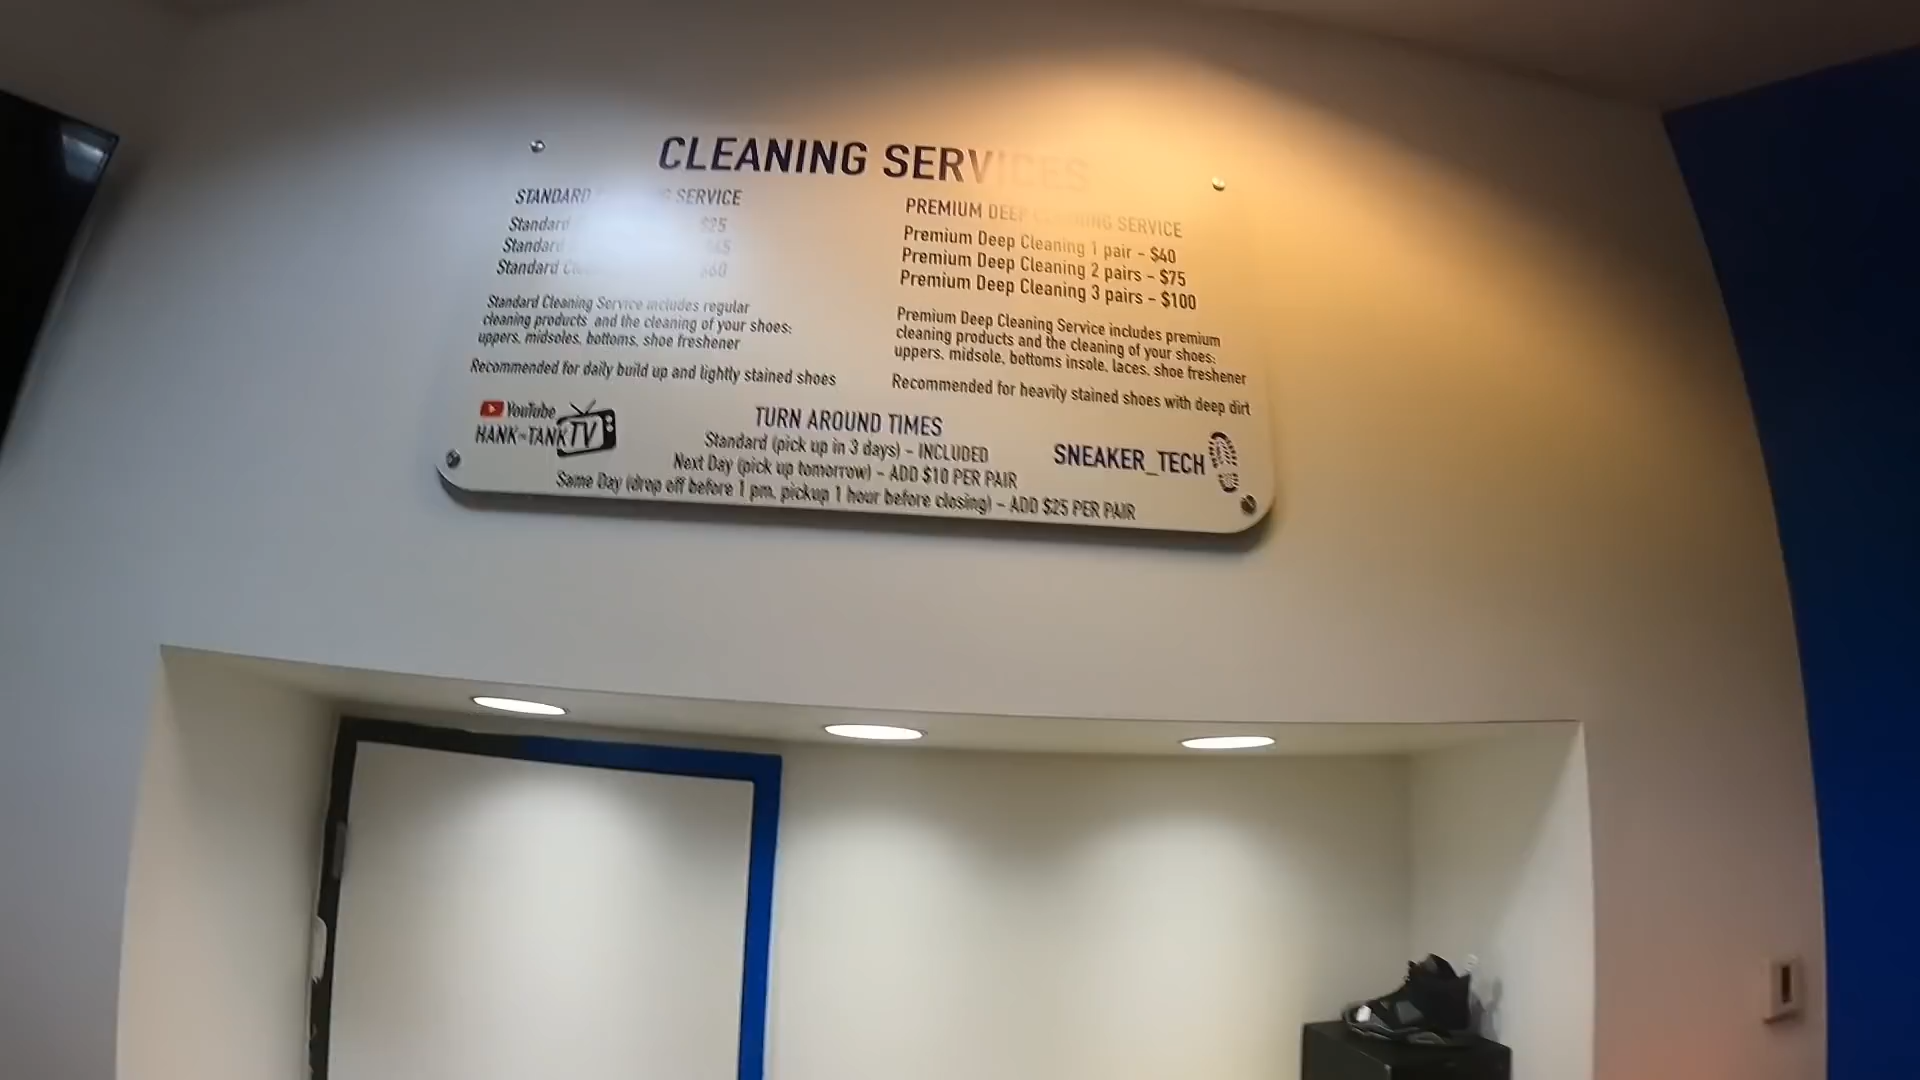 CLEANING SERVICES
STANDARD SERVICE
Standard $25
Standard
Standard $60
Standard Cleaning Service includes regular
cleaning products and the cleaning of your shoes:
uppers, midsoles, bottoms, shoe freshener
Recommended for daily build up and lightly stained shoes
PREMIUM DEEP CLEANING SERVICE
Premium Deep Cleaning 1 pair - $40
Premium Deep Cleaning 2 pairs - $75
Premium Deep Cleaning 3 pairs - $100
Premium Deep Cleaning Service includes premium
cleaning products and the cleaning of your shoes:
uppers, midsole, bottoms insole, laces, shoe freshener
Recommended for heavily stained shoes with deep dirt
YouTube
HANK-TANK TV
TURN AROUND TIMES
Standard (pick up in 3 days) - INCLUDED
Next Day (pick up tomorrow) - ADD $10 PER PAIR
Same Day (drop off before 1 pm, pickup 1 hour before closing) - ADD $25 PER PAIR
SNEAKER_TECH